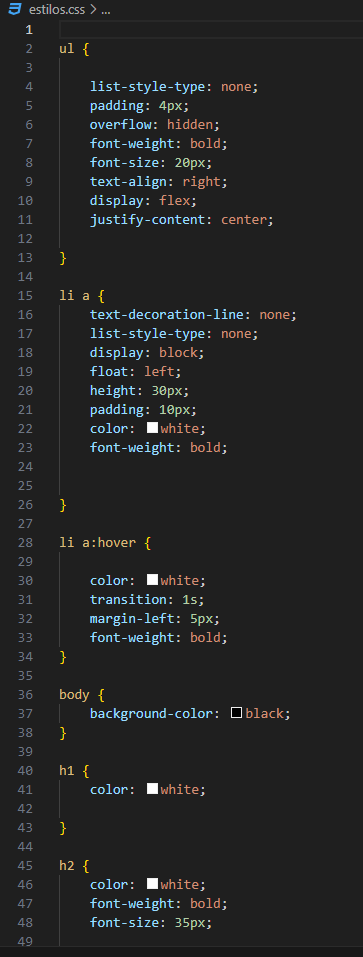 estilos.css > ...
1
2 ul {
3
4 list-style-type: none;
5 padding: 4px;
6 overflow: hidden;
7 font-weight: bold;
8 font-size: 20px;
9 text-align: right;
10 display: flex;
11 justify-content: center;
12
13 }
14
15 li a {
16 text-decoration-line: none;
17 list-style-type: none;
18 display: block;
19 float: left;
20 height: 30px;
21 padding: 10px;
22 color: white;
23 font-weight: bold;
24
25
26 }
27
28 li a:hover {
29
30 color: white;
31 transition: 1s;
32 margin-left: 5px;
33 font-weight: bold;
34 }
35
36 body {
37 background-color: black;
38 }
39
40 h1 {
41 color: white;
42
43 }
44
45 h2 {
46 color: white;
47 font-weight: bold;
48 font-size: 35px;
49